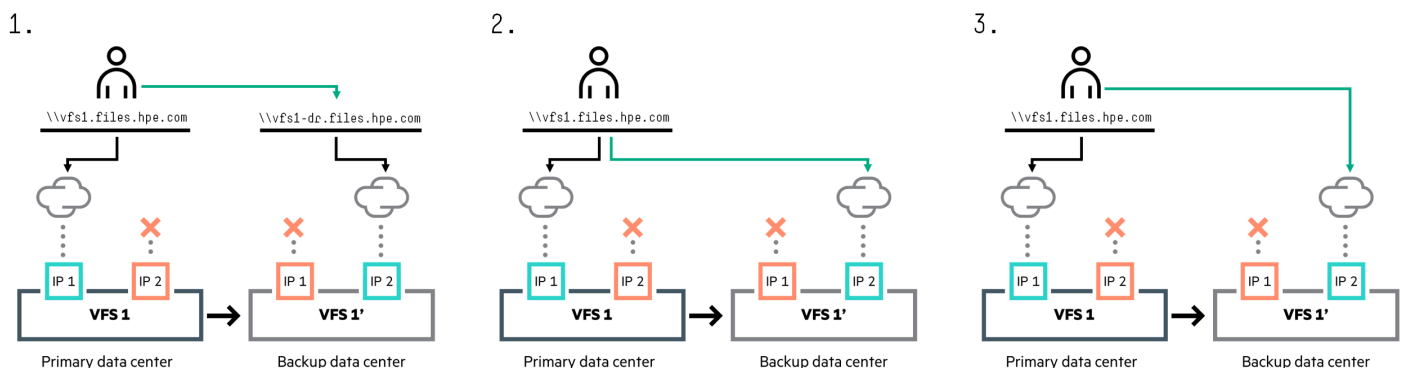 1.
\\vfs1.files.hpe.com
\\vfs1-dr.files.hpe.com
IP 1
IP 2
IP 1
IP 2
VFS 1
VFS 1’
Primary data center
Backup data center
2.
\\vfs1.files.hpe.com
IP 1
IP 2
IP 1
IP 2
VFS 1
VFS 1’
Primary data center
Backup data center
3.
\\vfs1.files.hpe.com
IP 1
IP 2
IP 1
IP 2
VFS 1
VFS 1’
Primary data center
Backup data center